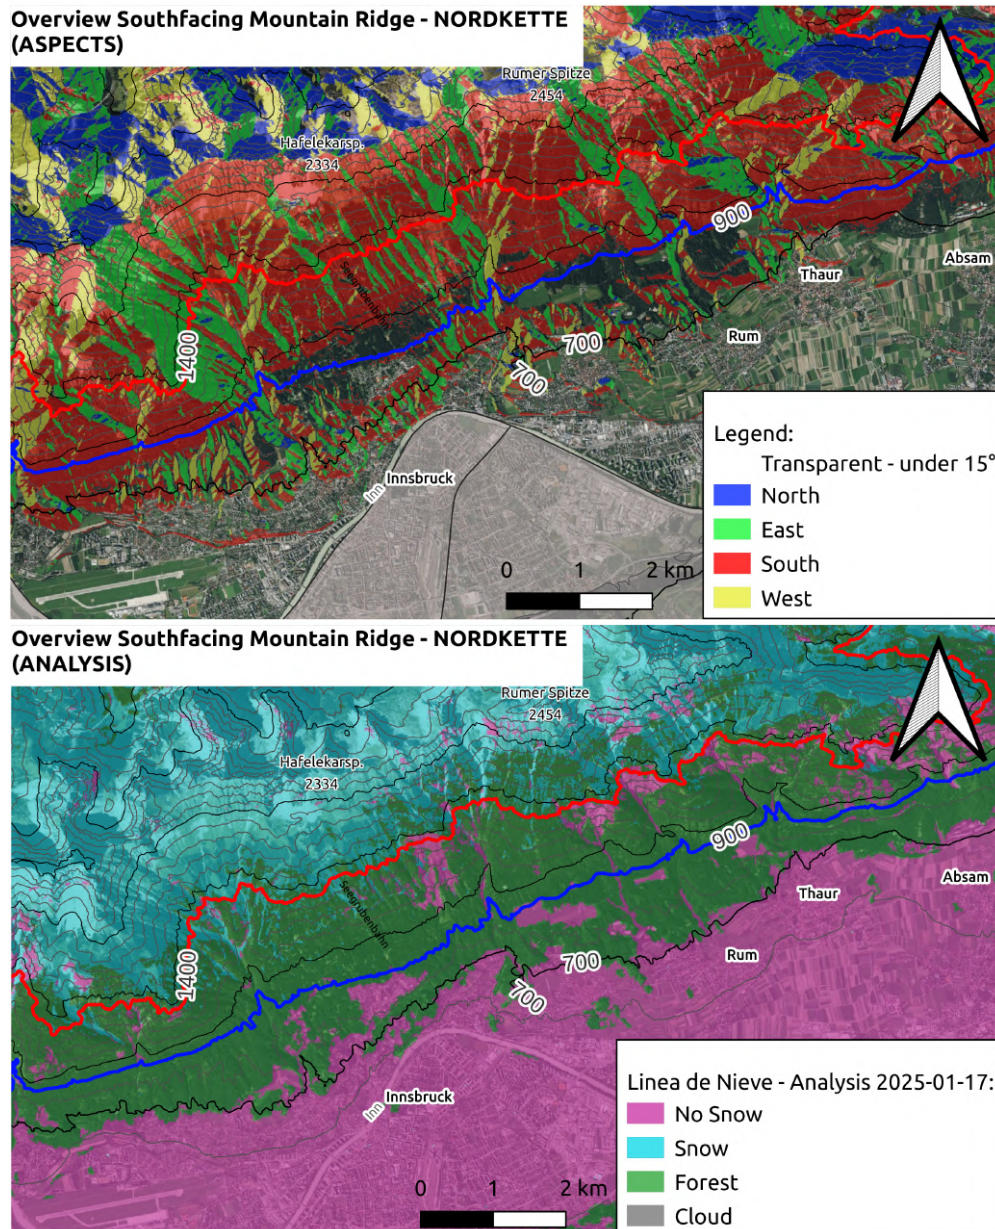 Overview Southfacing Mountain Ridge - NORDKETTE
(ASPECTS)
Rumer Spitze
2454
Hafelekarsp.
2334
Seegrubenbahn
900
Thaur
Absam
1400
700
Rum
700
Inn
Innsbruck
0 1 2 km
Legend:
Transparent - under 15°
North
East
South
West
Overview Southfacing Mountain Ridge - NORDKETTE
(ANALYSIS)
Rumer Spitze
2454
Hafelekarsp.
2334
Seegrubenbahn
900
Thaur
Absam
1400
700
Rum
700
Inn
Innsbruck
0 1 2 km
Linea de Nieve - Analysis 2025-01-17:
No Snow
Snow
Forest
Cloud